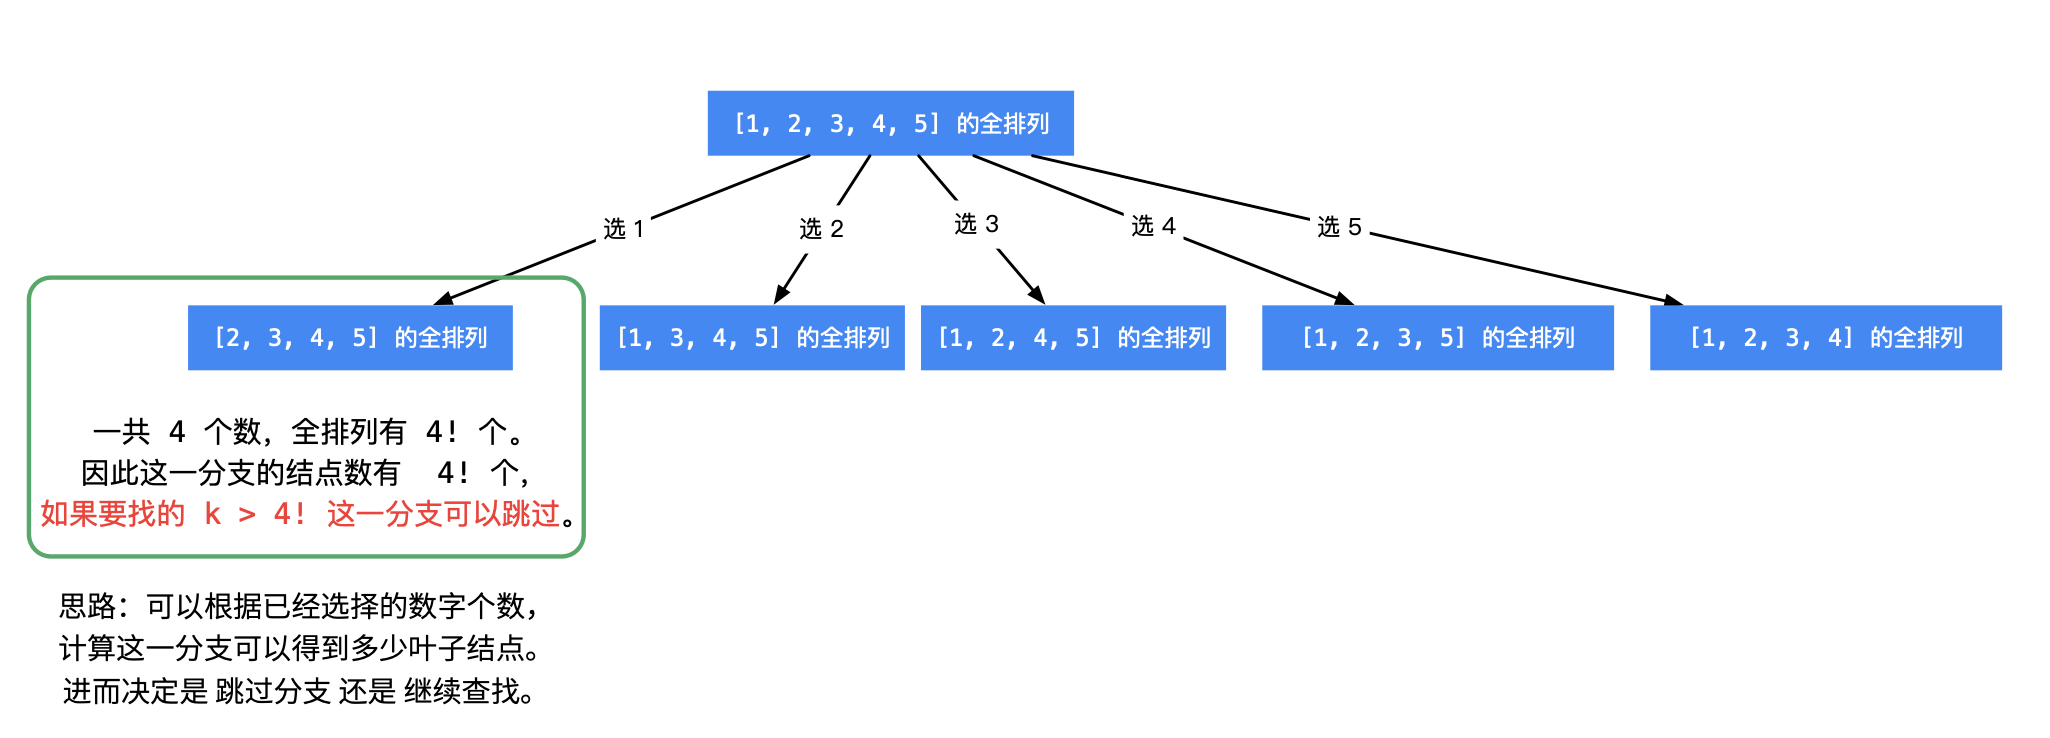 [1, 2, 3, 4, 5] 的全排列
选 1
选 2
选 3
选 4
选 5
[2, 3, 4, 5] 的全排列
[1, 3, 4, 5] 的全排列
[1, 2, 4, 5] 的全排列
[1, 2, 3, 5] 的全排列
[1, 2, 3, 4] 的全排列
一共 4 个数，全排列有 4! 个。
因此这一分支的结点数有 4! 个，
如果要找的 k > 4! 这一分支可以跳过。
思路：可以根据已经选择的数字个数，
计算这一分支可以得到多少叶子结点。
进而决定是 跳过分支 还是 继续查找。